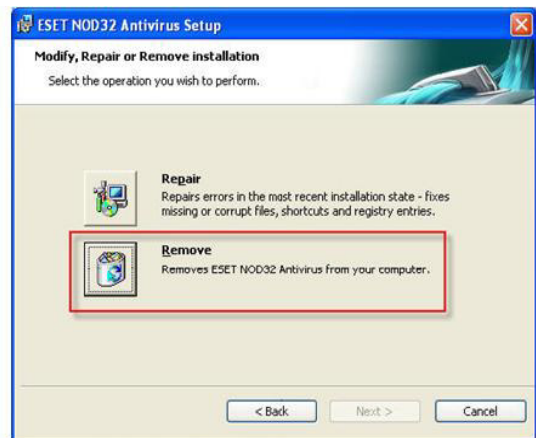 ESET NOD32 Antivirus Setup
Modify, Repair or Remove installation
Select the operation you wish to perform.
Repair
Repairs errors in the most recent installation state - fixes
missing or corrupt files, shortcuts and registry entries.
Remove
Removes ESET NOD32 Antivirus from your computer.
< Back Next > Cancel